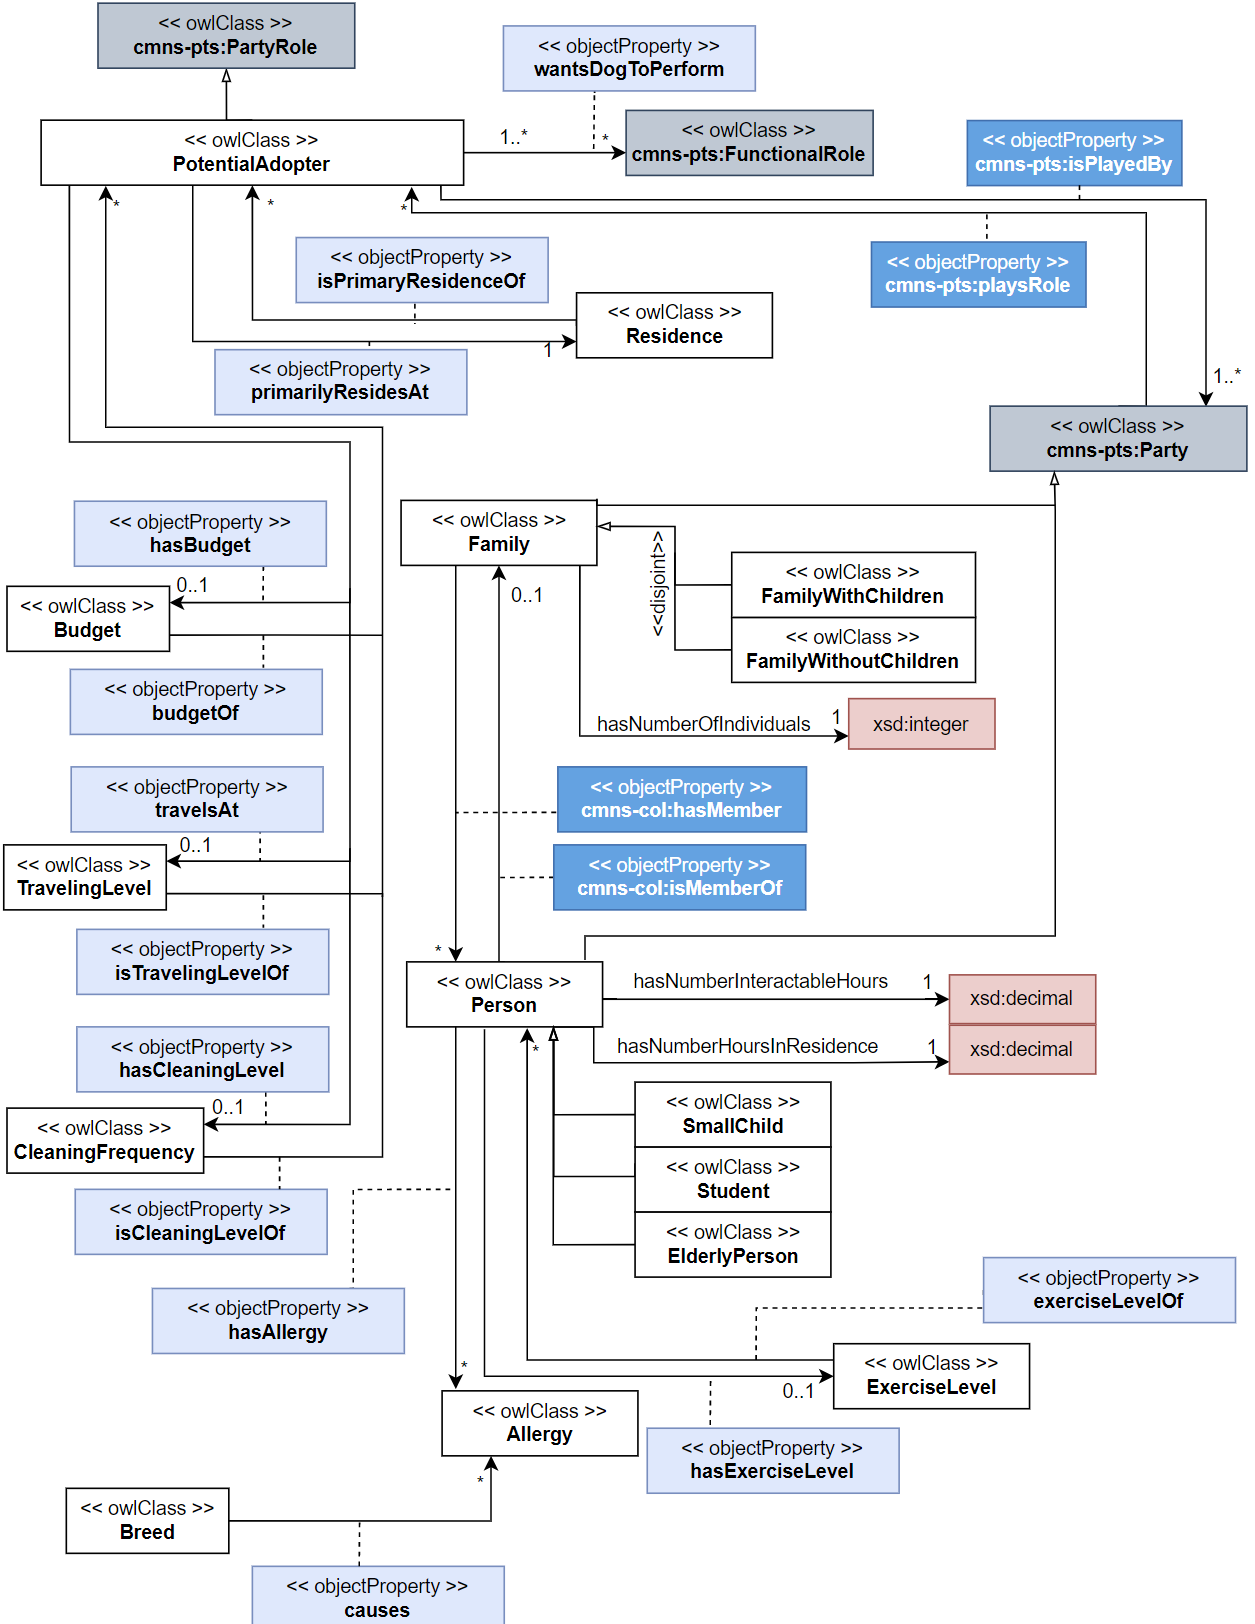 << owlClass >>
cmns-pts:PartyRole
<< objectProperty >>
wantsDogToPerform
<< owlClass >>
PotentialAdopter
1..*
*
<< owlClass >>
cmns-pts:FunctionalRole
<< objectProperty >>
cmns-pts:isPlayedBy
*
*
*
<< objectProperty >>
isPrimaryResidenceOf
<< objectProperty >>
cmns-pts:playsRole
<< owlClass >>
Residence
1
<< objectProperty >>
primarilyResidesAt
1..*
<< owlClass >>
cmns-pts:Party
<< objectProperty >>
hasBudget
<< owlClass >>
Family
<<disjoint>>
<< owlClass >>
FamilyWithChildren
<< owlClass >>
FamilyWithoutChildren
0..1
0..1
<< owlClass >>
Budget
<< objectProperty >>
budgetOf
hasNumberOfIndividuals
1
xsd:integer
<< objectProperty >>
travelsAt
<< objectProperty >>
cmns-col:hasMember
0..1
<< owlClass >>
TravelingLevel
<< objectProperty >>
cmns-col:isMemberOf
<< objectProperty >>
isTravelingLevelOf
*
<< owlClass >>
Person
hasNumberInteractableHours
1
xsd:decimal
hasNumberHoursInResidence
1
xsd:decimal
*
<< objectProperty >>
hasCleaningLevel
0..1
<< owlClass >>
CleaningFrequency
<< owlClass >>
SmallChild
<< owlClass >>
Student
<< owlClass >>
ElderlyPerson
<< objectProperty >>
isCleaningLevelOf
<< objectProperty >>
hasAllergy
<< objectProperty >>
exerciseLevelOf
*
<< owlClass >>
ExerciseLevel
0..1
<< owlClass >>
Allergy
<< objectProperty >>
hasExerciseLevel
*
<< owlClass >>
Breed
<< objectProperty >>
causes